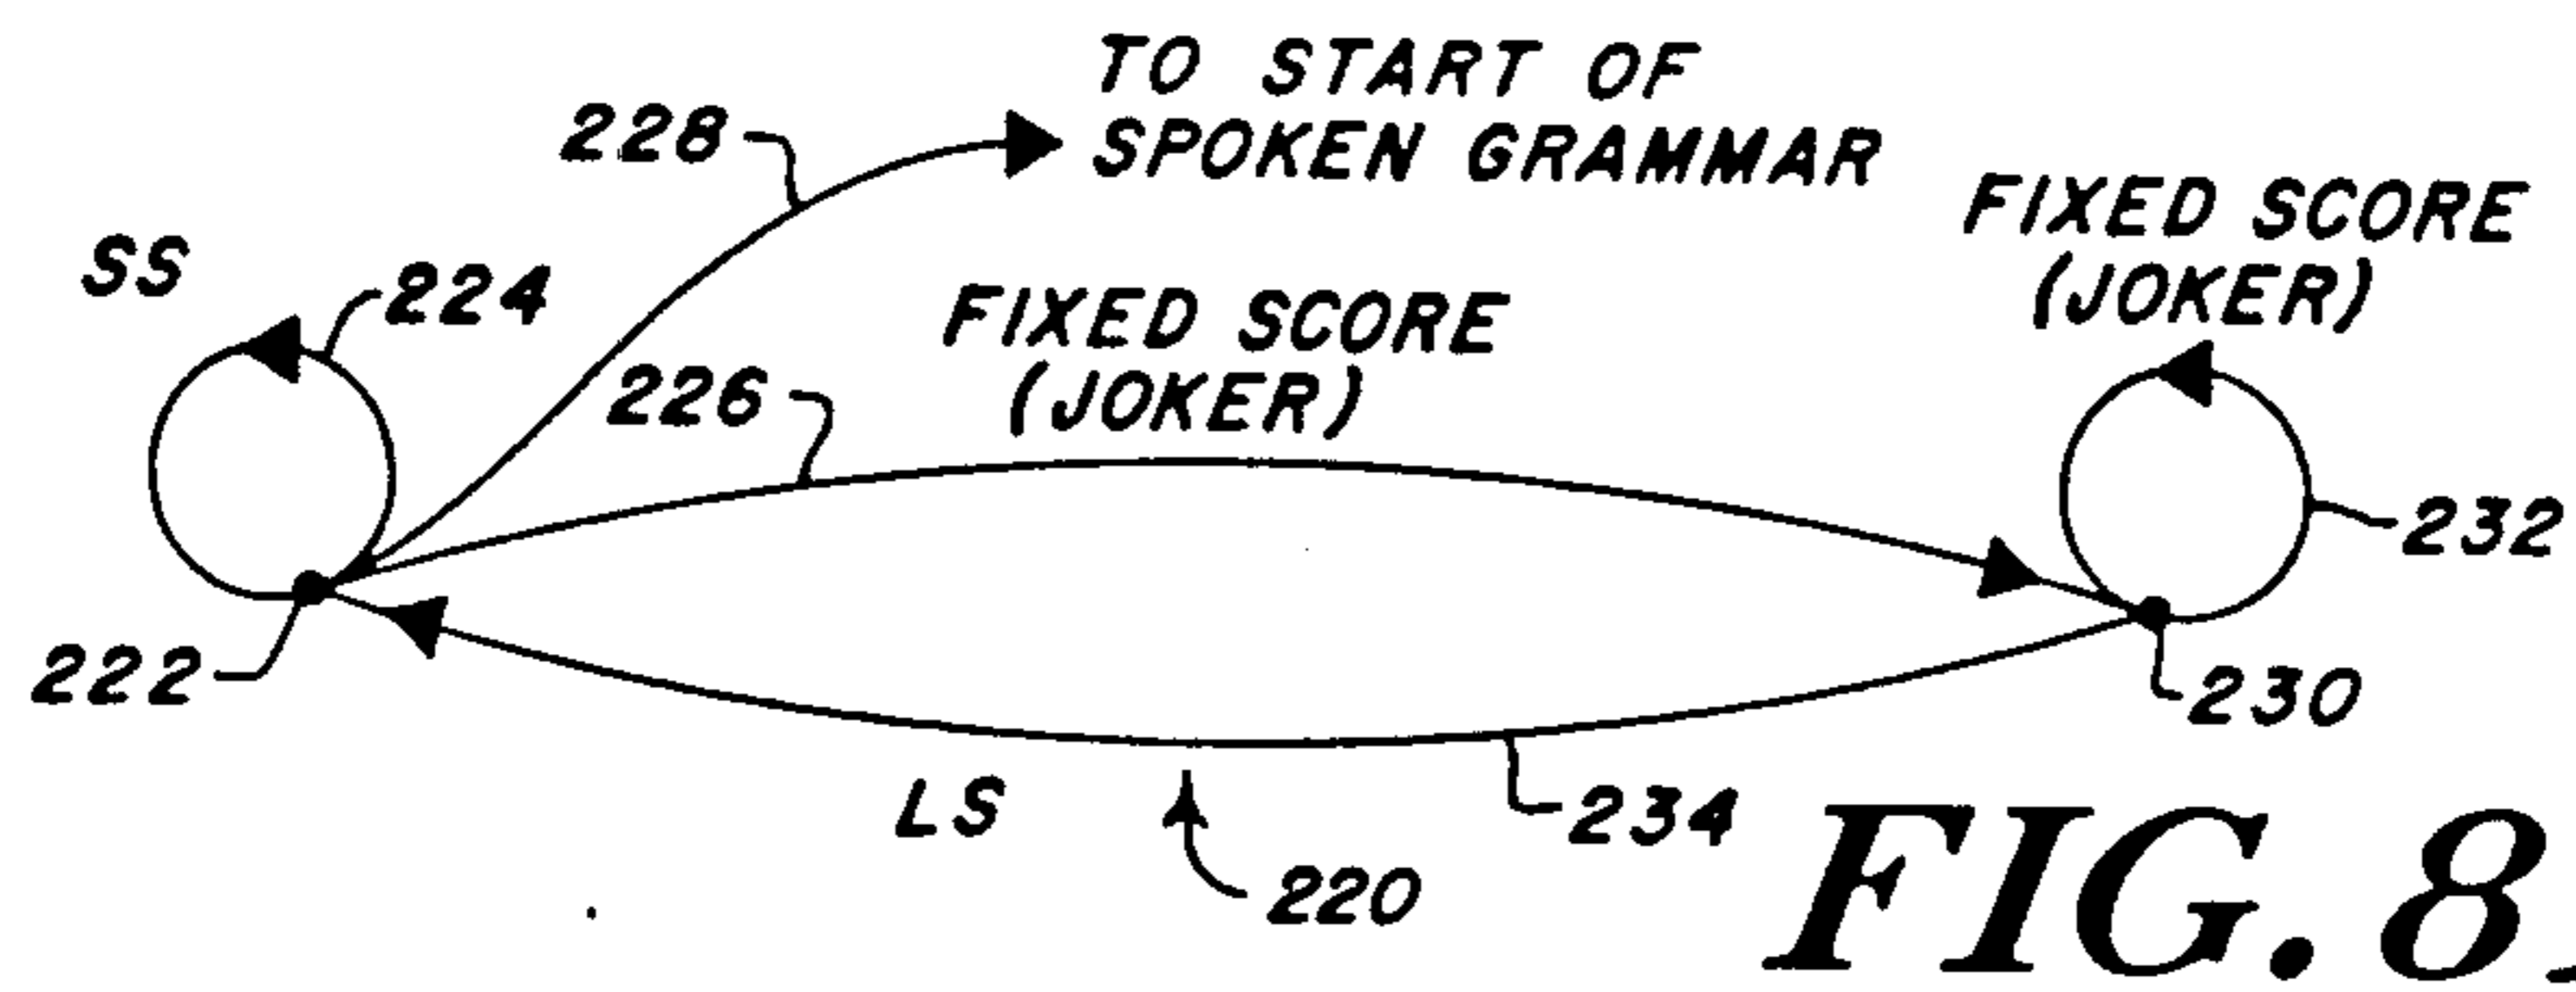 TO START OF
SPOKEN GRAMMAR
228
FIXED SCORE
(JOKER)
SS
224
FIXED SCORE
(JOKER)
226
232
222
230
LS
234
220
FIG. 8